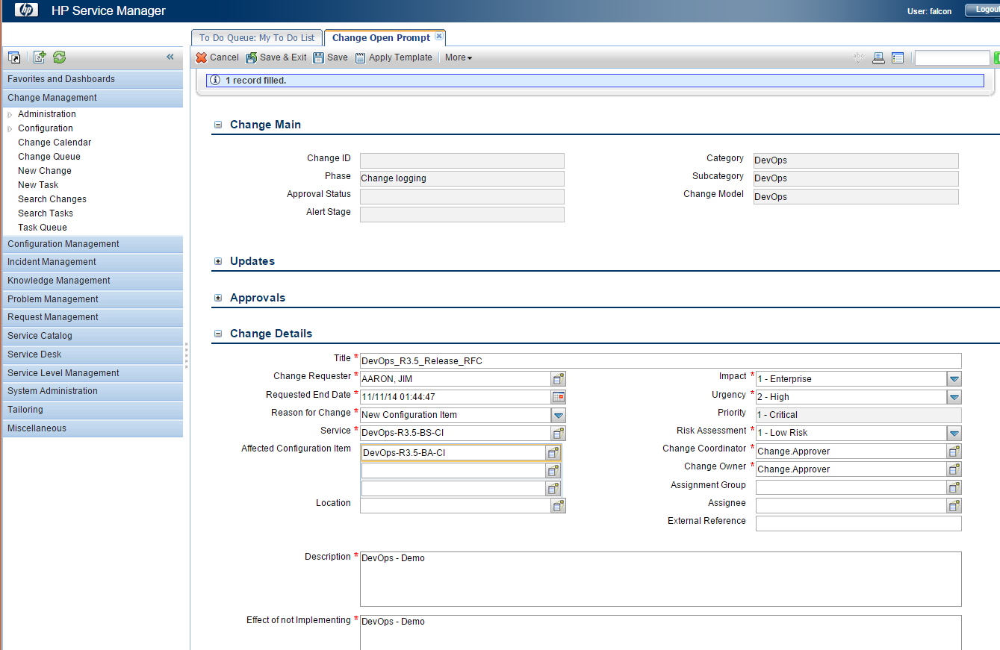 hp HP Service Manager User: falcon Logout
To Do Queue: My To Do List Change Open Prompt
Cancel Save & Exit Save Apply Template More
abc
1 record filled.
Favorites and Dashboards
Change Management
Administration
Configuration
Change Calendar
Change Queue
New Change
New Task
Search Changes
Search Tasks
Task Queue
Configuration Management
Incident Management
Knowledge Management
Problem Management
Request Management
Service Catalog
Service Desk
Service Level Management
System Administration
Tailoring
Miscellaneous
Change Main
Change ID
Category DevOps
Phase Change logging
Subcategory DevOps
Approval Status
Change Model DevOps
Alert Stage
Updates
Approvals
Change Details
Title * DevOps_R3.5_Release_RFC
Change Requester * AARON, JIM
Impact * 1 - Enterprise
Requested End Date * 11/11/14 01:44:47
Urgency * 2 - High
Reason for Change * New Configuration Item
Priority 1 - Critical
Service * DevOps-R3.5-BS-CI
Risk Assessment * 1 - Low Risk
Affected Configuration Item DevOps-R3.5-BA-CI
Change Coordinator * Change.Approver
Change Owner * Change.Approver
Assignment Group
Location
Assignee
External Reference
Description * DevOps - Demo
Effect of not Implementing * DevOps - Demo